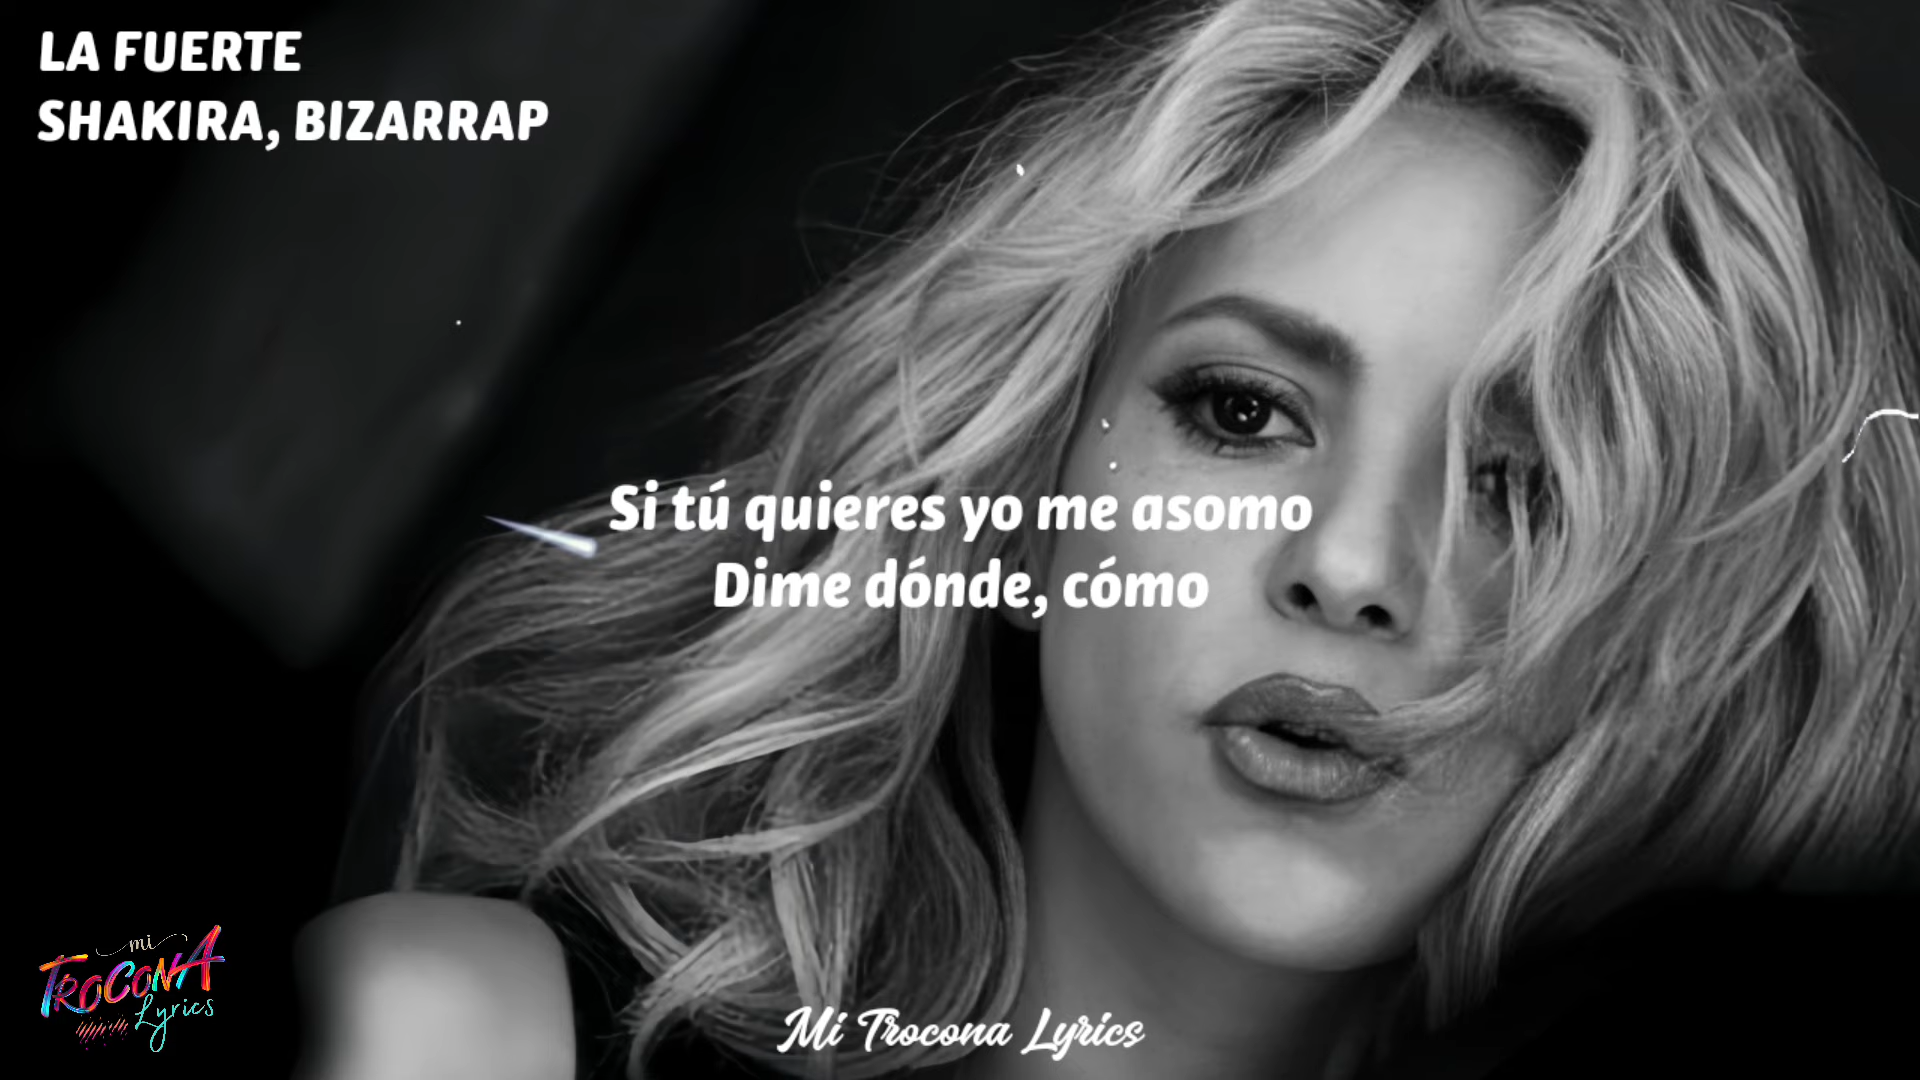 LA FUERTE
SHAKIRA, BIZARRAP
Si tú quieres yo me asomo
Dime dónde, cómo
mi
TROCONA
Lyrics
Mi Trocona Lyrics